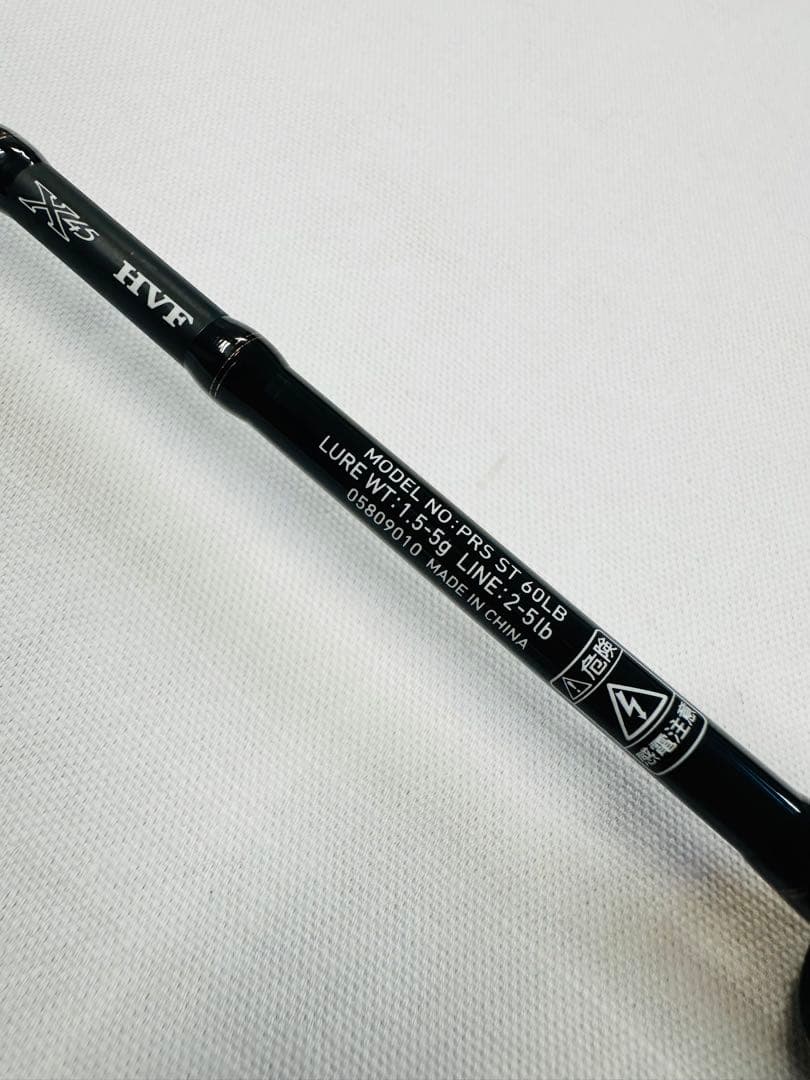 X45
HVF
MODEL NO:PRS ST 60LB
LURE WT:1.5-5g LINE:2-5lb
05809010 MADE IN CHINA
危険
感電注意